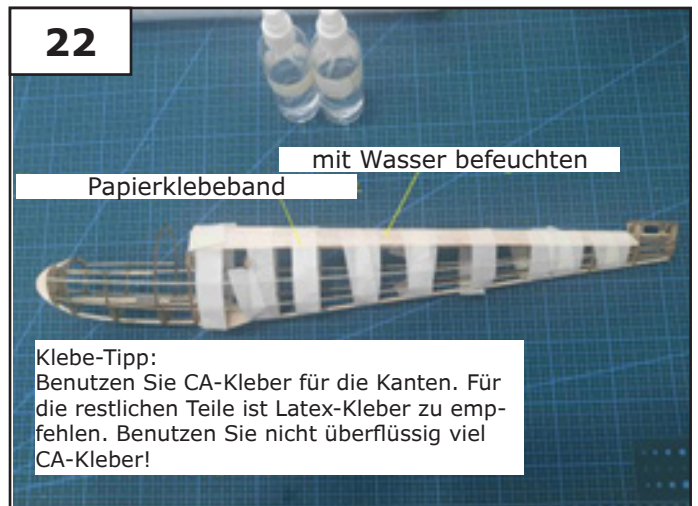 22
mit Wasser befeuchten
Papierklebeband
Klebe-Tipp:
Benutzen Sie CA-Kleber für die Kanten. Für
die restlichen Teile ist Latex-Kleber zu emp-
fehlen. Benutzen Sie nicht überflüssig viel
CA-Kleber!